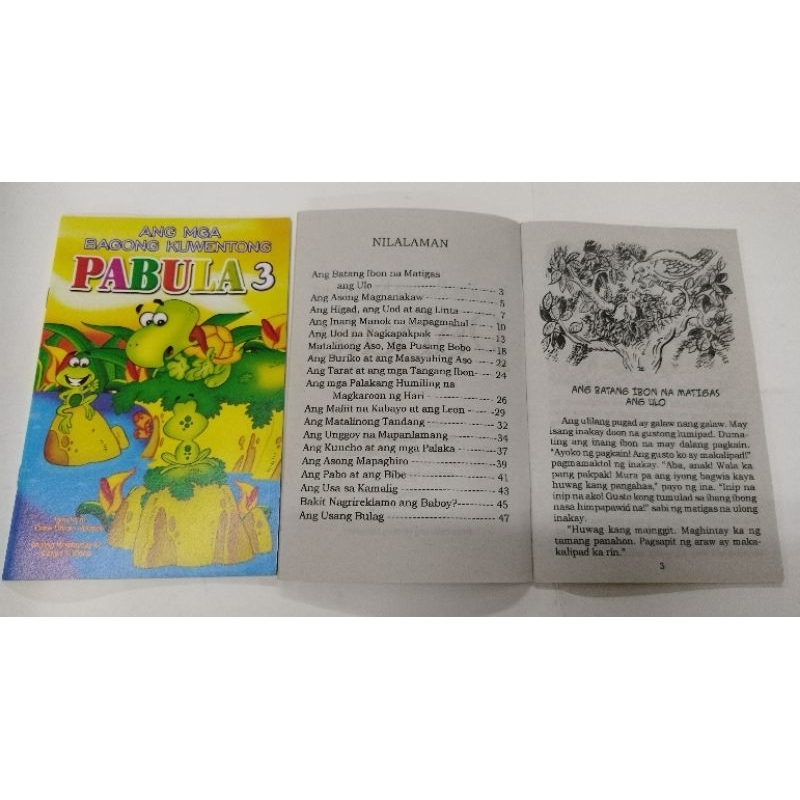 ANG MGA
BAGONG KUWENTONG
PABULA 3
NILALAMAN
Ang Batang Ibon na Matigas
ang Ulo ---------- 3
Ang Asong Magnanakaw ---------- 5
Ang Higad, ang Uod at ang Linta ---------- 7
Ang Inang Manok na Mapagmahal -- 10
Ang Uod na Nagkapakpak ---------- 13
Matalinong Aso, Mga Pusang Bobo -18
Ang Buriko at ang Masayahing Aso -- 22
Ang Tarat at ang mga Tangang Ibon-- 24
Ang mga Palakang Humiling na
Magkaroon ng Hari ---------- 26
Ang Maliit na Kabayo at ang Leon -29
Ang Matalinong Tandang ---------- 32
Ang Unggoy na Mapanlamang ------34
Ang Kuneho at ang mga Palaka ------37
Ang Asong Mapagbiro ----------39
Ang Pabo at ang Bibe ---------- 41
Ang Usa sa Kamalig ---------- 43
Bakit Nagrireklamo ang Baboy?------45
Ang Usang Bulag ---------- 47
ANG BATANG IBON NA MATIGAS
ANG ULO
Ang ulilang pugad ay galaw nang galaw. May
isang inakay doon na gustong lumipad. Duma-
ting ang inang ibon na may dalang pagkain.
"Ayoko ng pagkain! Ang gusto ko ay makalipad!"
pagmamaktol ng inakay. "Aba, anak! Wala ka
pang pakpak! Mura pa ang iyong bagwis kaya
huwag kang pangahas," payo ng ina. "Inip na
inip na ako! Gusto kong tumulad sa ibang ibong
nasa himpapawid na!" sabi ng matigas na ulong
inakay.
"Huwag kang mainggit. Maghintay ka ng
tamang panahon. Pagsapit ng araw ay maka-
kalipad ka rin."
3